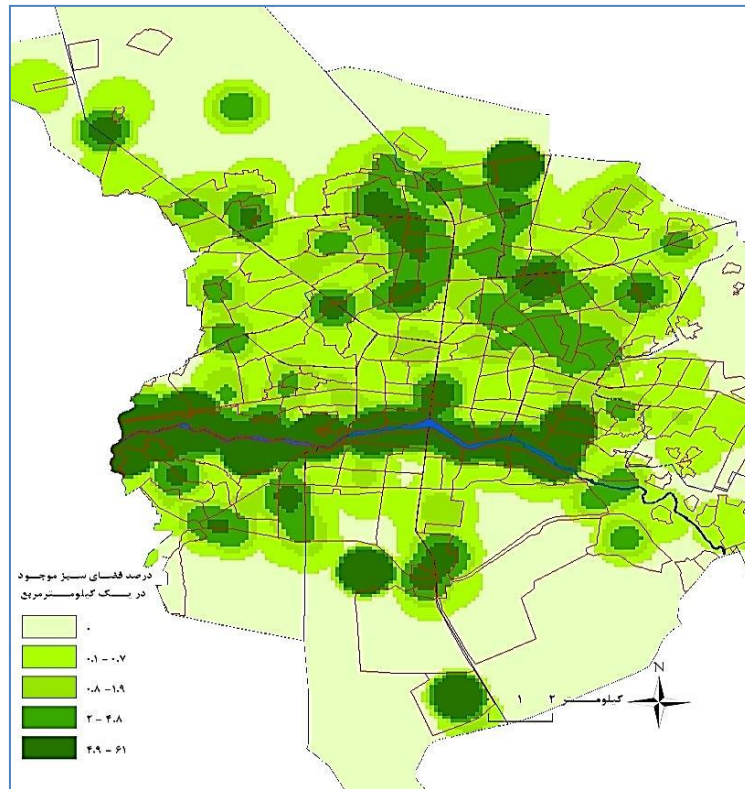 درصد فضای سبز موجود
در یک کیلومترمربع
۰
۰.۱ - ۰.۷
۰.۸ - ۱.۹
۲ - ۴.۸
۴.۹ - ۶۱
N
۱ ۲ کیلومتر